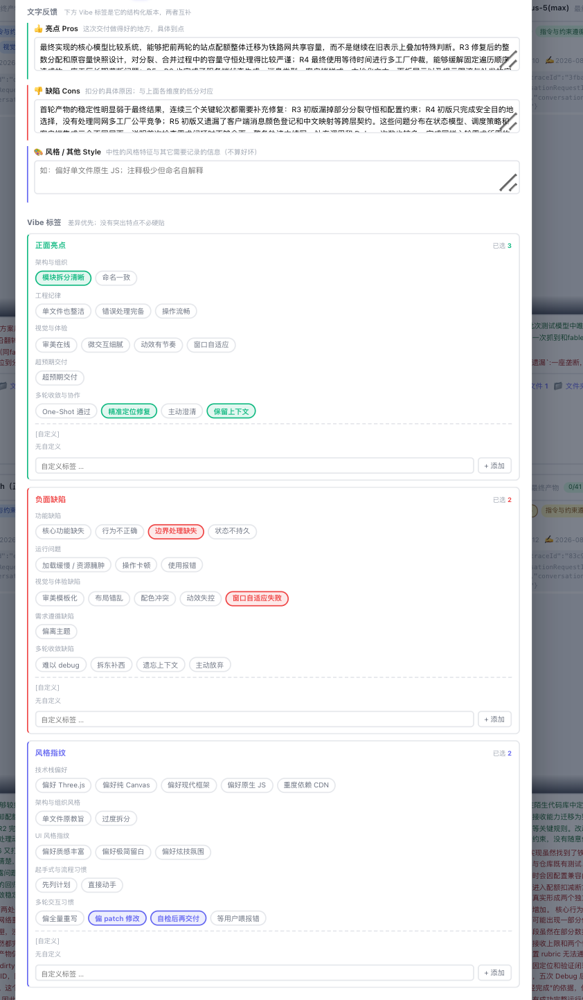 文字反馈 下方 Vibe 标签是它的结构化版本，两者互补
👍 亮点 Pros 这次交付做得好的地方，具体到点
最终实现的核心模型比较系统，能够把前两轮的站点配额整体迁移为铁路网共享容量，而不是继续在旧表示上叠加特殊判断。R3 修复后的整
数分配和原容量快照设计，对分裂、合并过程中的容量守恒处理得比较严谨；R4 最终使用等待时间进行多工厂仲裁，能够缓解固定遍历顺序
👎 缺陷 Cons 扣分的具体原因；与上面各维度的低分对应
首轮产物的稳定性明显弱于最终结果，连续三个关键轮次都需要补充修复：R3 初版漏掉部分分裂守恒和配置约束；R4 初版只完成安全目的地
选择，没有处理同网多工厂公平竞争；R5 初版又遗漏了客户端消息颜色登记和中文映射等跨层契约。这些问题分布在状态模型、调度策略和
🎨 风格 / 其他 Style 中性的风格特征与其它需要记录的信息（不算好坏）
如：偏好单文件原生 JS；注释极少但命名自解释
Vibe 标签 差异优先；没有突出特点不必硬贴
正面亮点 已选 3
架构与组织
模块拆分清晰 命名一致
工程纪律
单文件也整洁 错误处理完备 操作流畅
视觉与体验
审美在线 微交互细腻 动效有节奏 窗口自适应
超预期交付
超预期交付
多轮收敛与协作
One-Shot 通过 精准定位修复 主动澄清 保留上下文
[自定义]
无自定义
自定义标签 ... + 添加
负面缺陷 已选 2
功能缺陷
核心功能缺失 行为不正确 边界处理缺失 状态不持久
运行问题
加载缓慢 / 资源臃肿 操作卡顿 使用报错
视觉与体验缺陷
审美模板化 布局错乱 配色冲突 动效失控 窗口自适应失败
需求遵循缺陷
偏离主题
多轮收敛缺陷
难以 debug 拆东补西 遗忘上下文 主动放弃
[自定义]
无自定义
自定义标签 ... + 添加
风格指纹 已选 2
技术栈偏好
偏好 Three.js 偏好纯 Canvas 偏好现代框架 偏好原生 JS 重度依赖 CDN
架构与组织风格
单文件原教旨 过度拆分
UI 风格指纹
偏好质感丰富 偏好极简留白 偏好炫技氛围
起手式与流程习惯
先列计划 直接动手
多轮交互习惯
偏全量重写 偏 patch 修改 自检后再交付 等用户喂报错
[自定义]
无自定义
自定义标签 ... + 添加